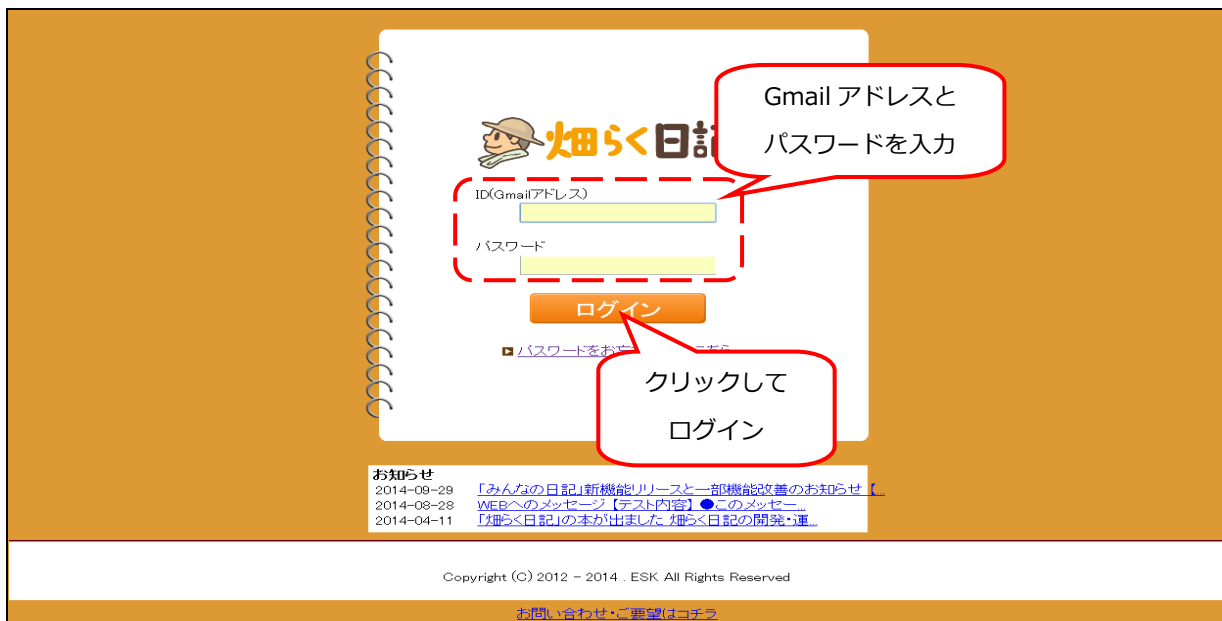 Gmail アドレスと
パスワードを入力
畑らく日記
ID(Gmailアドレス)
パスワード
ログイン
パスワードをお
クリックして
ログイン
お知らせ
2014-09-29 「みんなの日記」新機能リリースと一部機能改善のお知らせ 【...
2014-08-28 WEBへのメッセージ【テスト内容】 ●このメッセー...
2014-04-11 「畑らく日記」の本が出ました 畑らく日記の開発・運...
Copyright (C) 2012 - 2014 . ESK All Rights Reserved
お問い合わせ・ご要望はコチラ